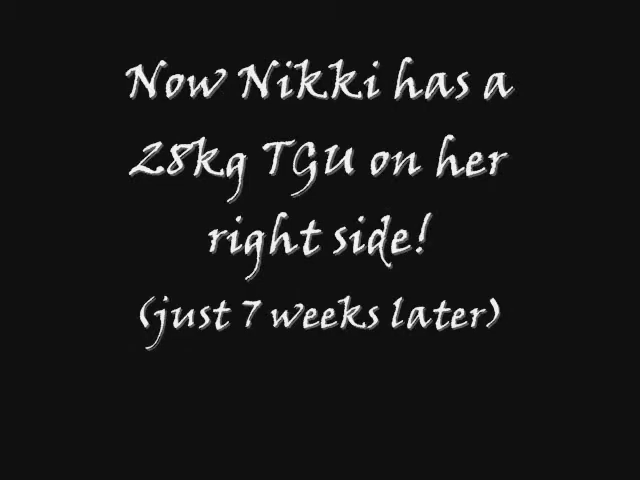 Now Nikki has a
28kg TGU on her
right side!
(just 7 weeks later)